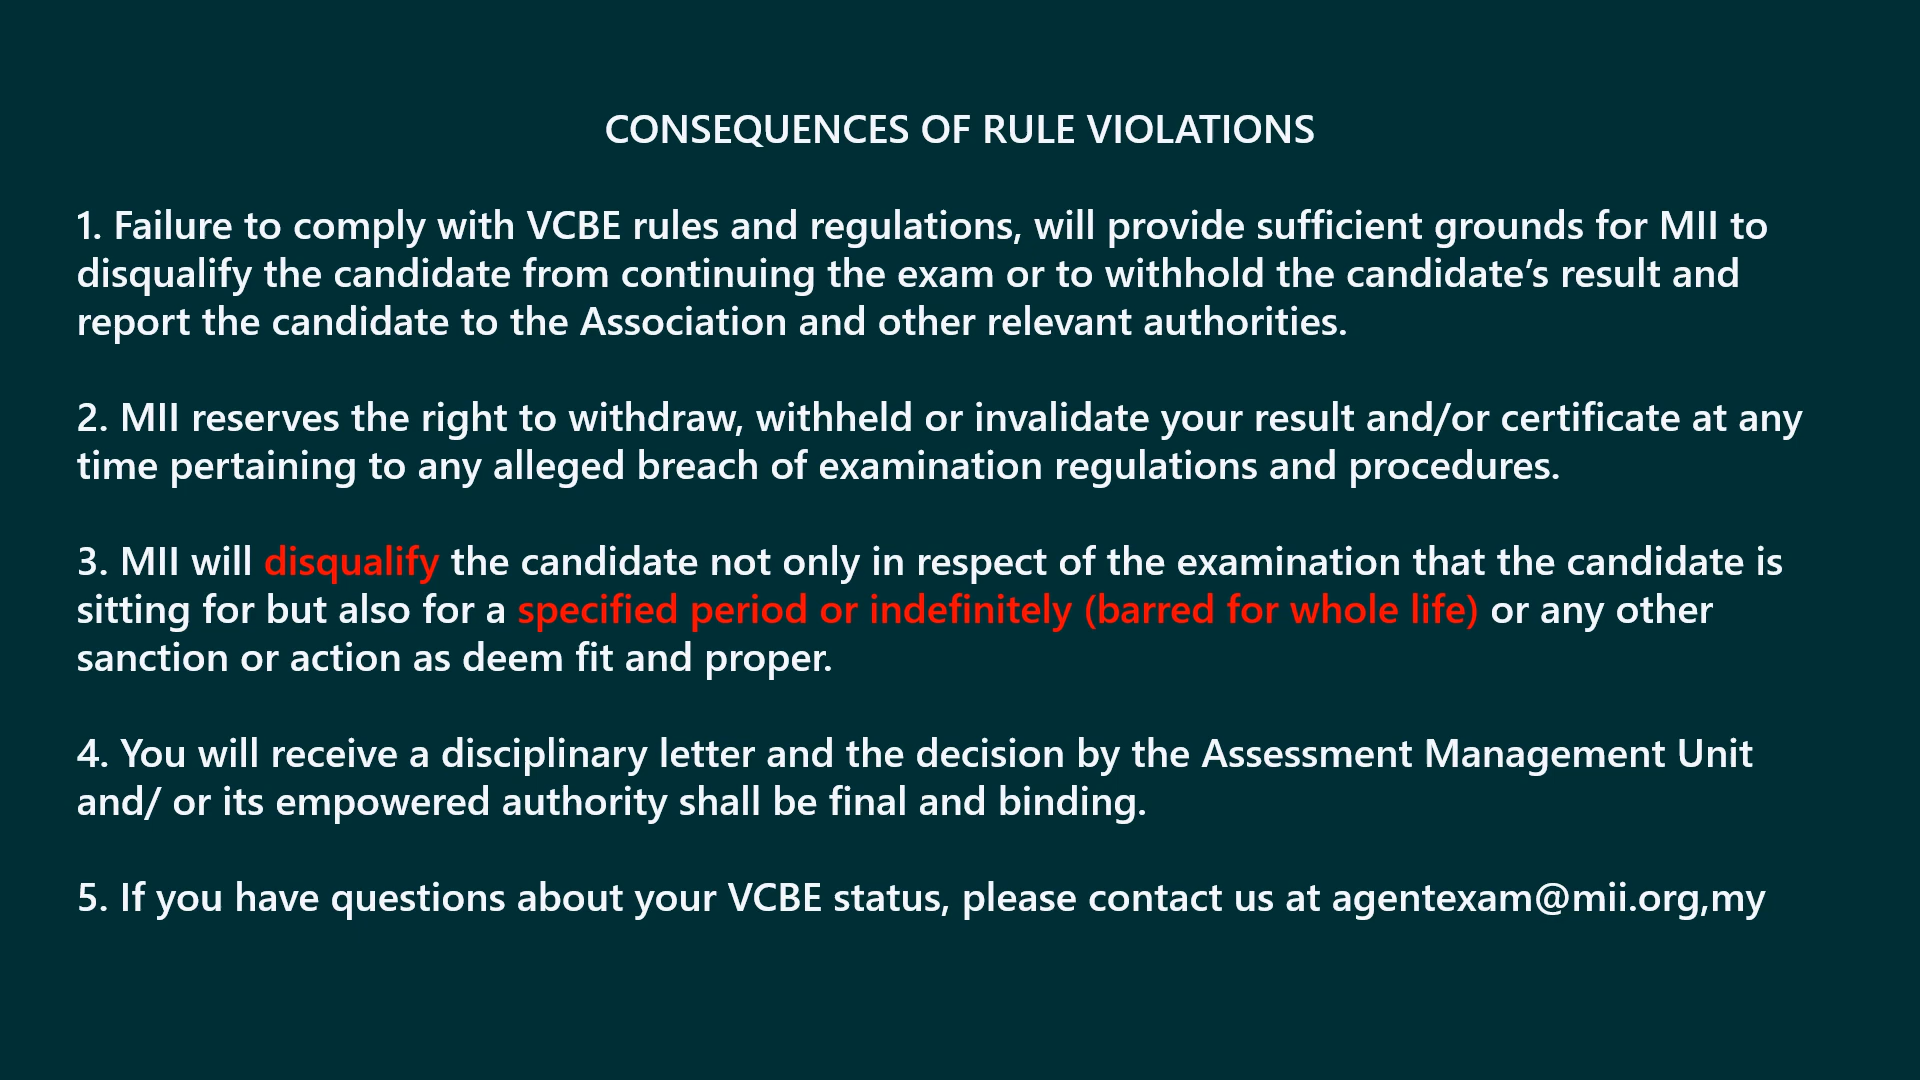 CONSEQUENCES OF RULE VIOLATIONS
1. Failure to comply with VCBE rules and regulations, will provide sufficient grounds for MII to
disqualify the candidate from continuing the exam or to withhold the candidate’s result and
report the candidate to the Association and other relevant authorities.
2. MII reserves the right to withdraw, withheld or invalidate your result and/or certificate at any
time pertaining to any alleged breach of examination regulations and procedures.
3. MII will disqualify the candidate not only in respect of the examination that the candidate is
sitting for but also for a specified period or indefinitely (barred for whole life) or any other
sanction or action as deem fit and proper.
4. You will receive a disciplinary letter and the decision by the Assessment Management Unit
and/ or its empowered authority shall be final and binding.
5. If you have questions about your VCBE status, please contact us at agentexam@mii.org,my